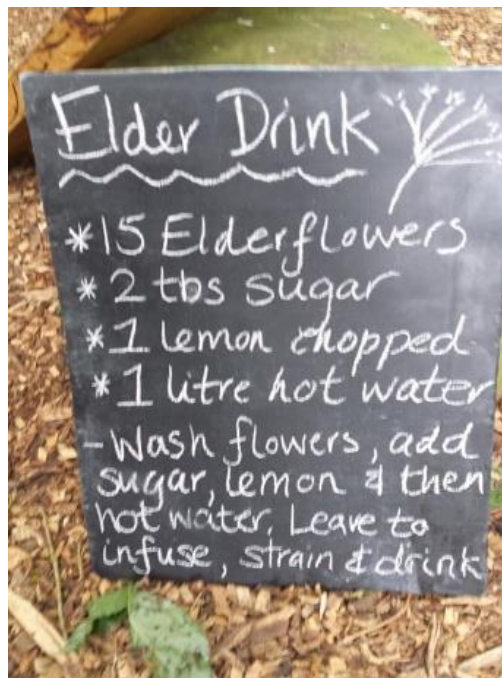 Elder Drink
* 15 Elderflowers
* 2 tbs sugar
* 1 lemon chopped
* 1 litre hot water
- Wash flowers, add
sugar, lemon & then
hot water. Leave to
infuse, strain & drink